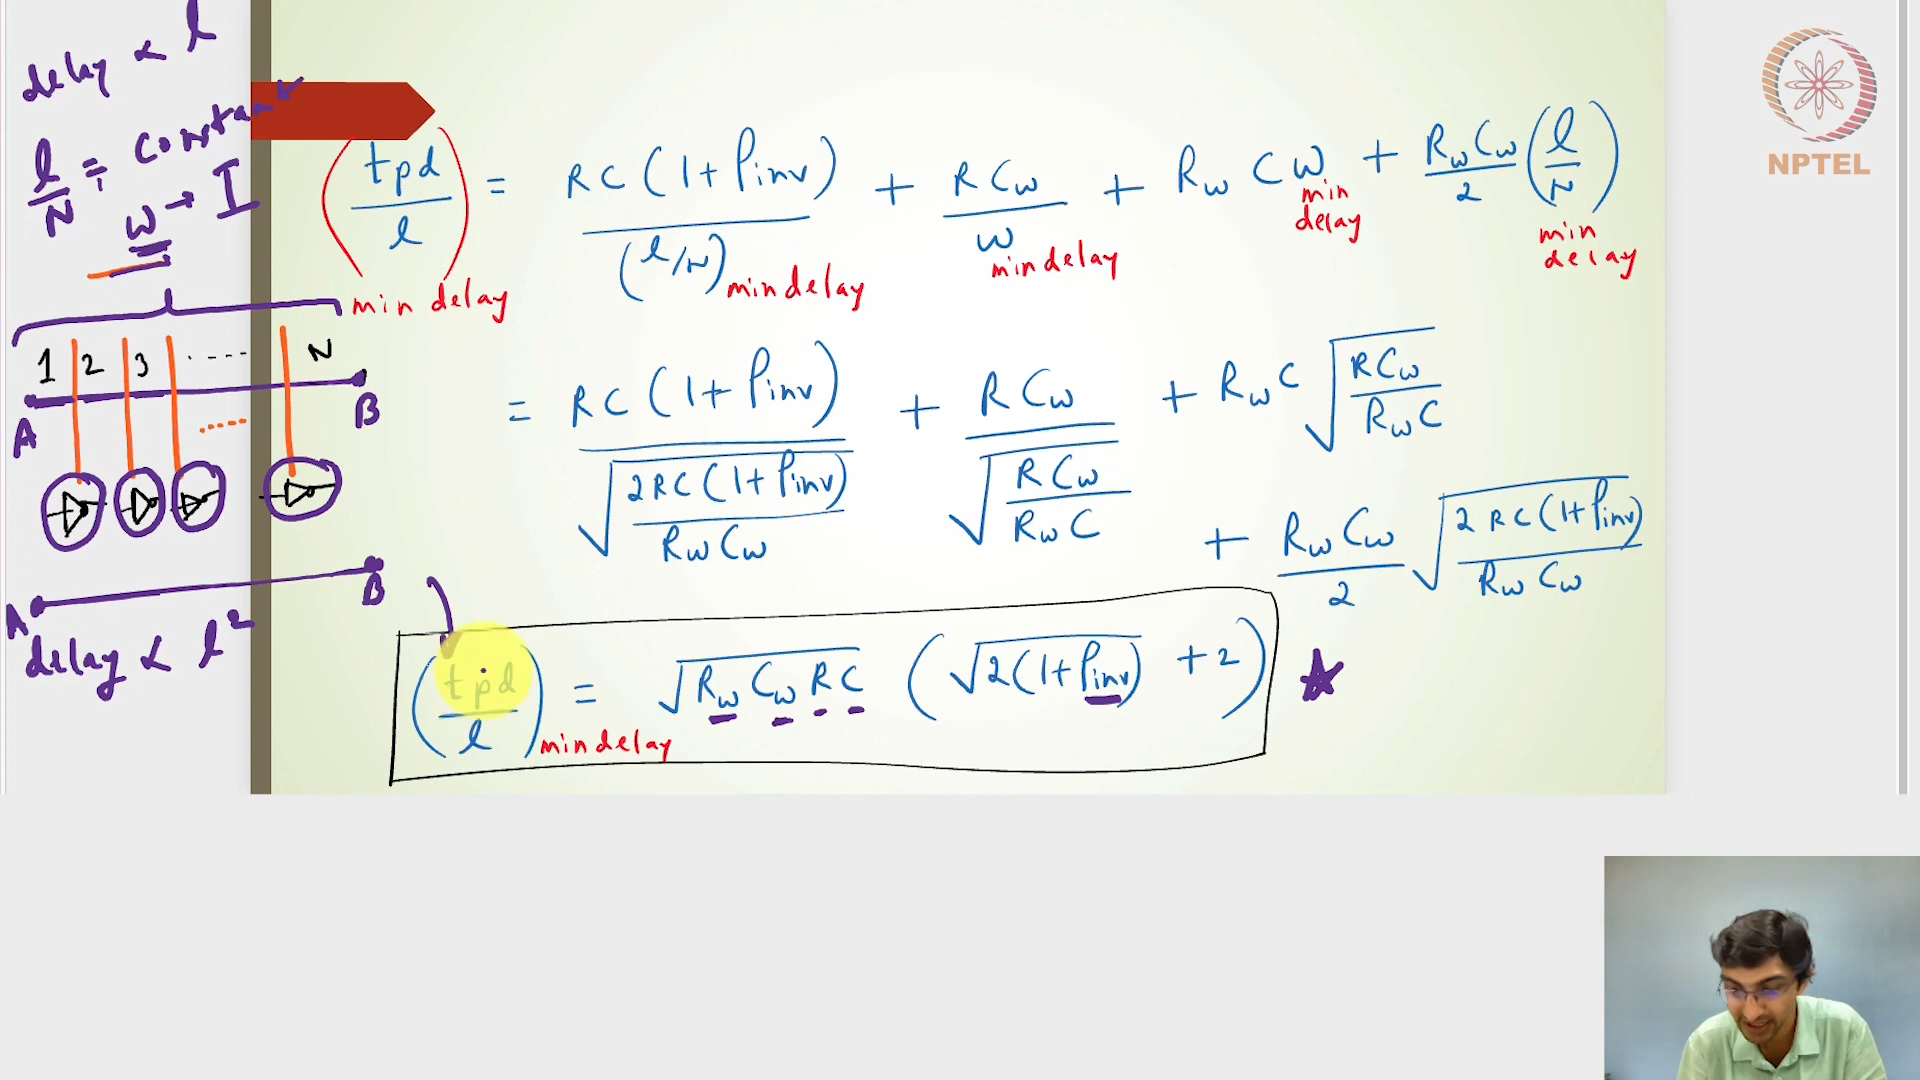 delay ∝ l
l/N = constant
w → I
l
1 2 3 ..... N
A B
A B
delay ∝ l²
(tpd/l) min delay = RC(1+Pinv)/(l/N) min delay + RCw/W min delay + Rw C W min delay + RwCw/2 (l/N) min delay
= RC(1+Pinv)/√(2RC(1+Pinv)/RwCw) + RCw/√(RCw/RwC) + RwC √(RCw/RwC)
+ RwCw/2 √(2RC(1+Pinv)/RwCw)
(tpd/l) min delay = √(RwCwRC) (√(2(1+Pinv)) + 2)
NPTEL